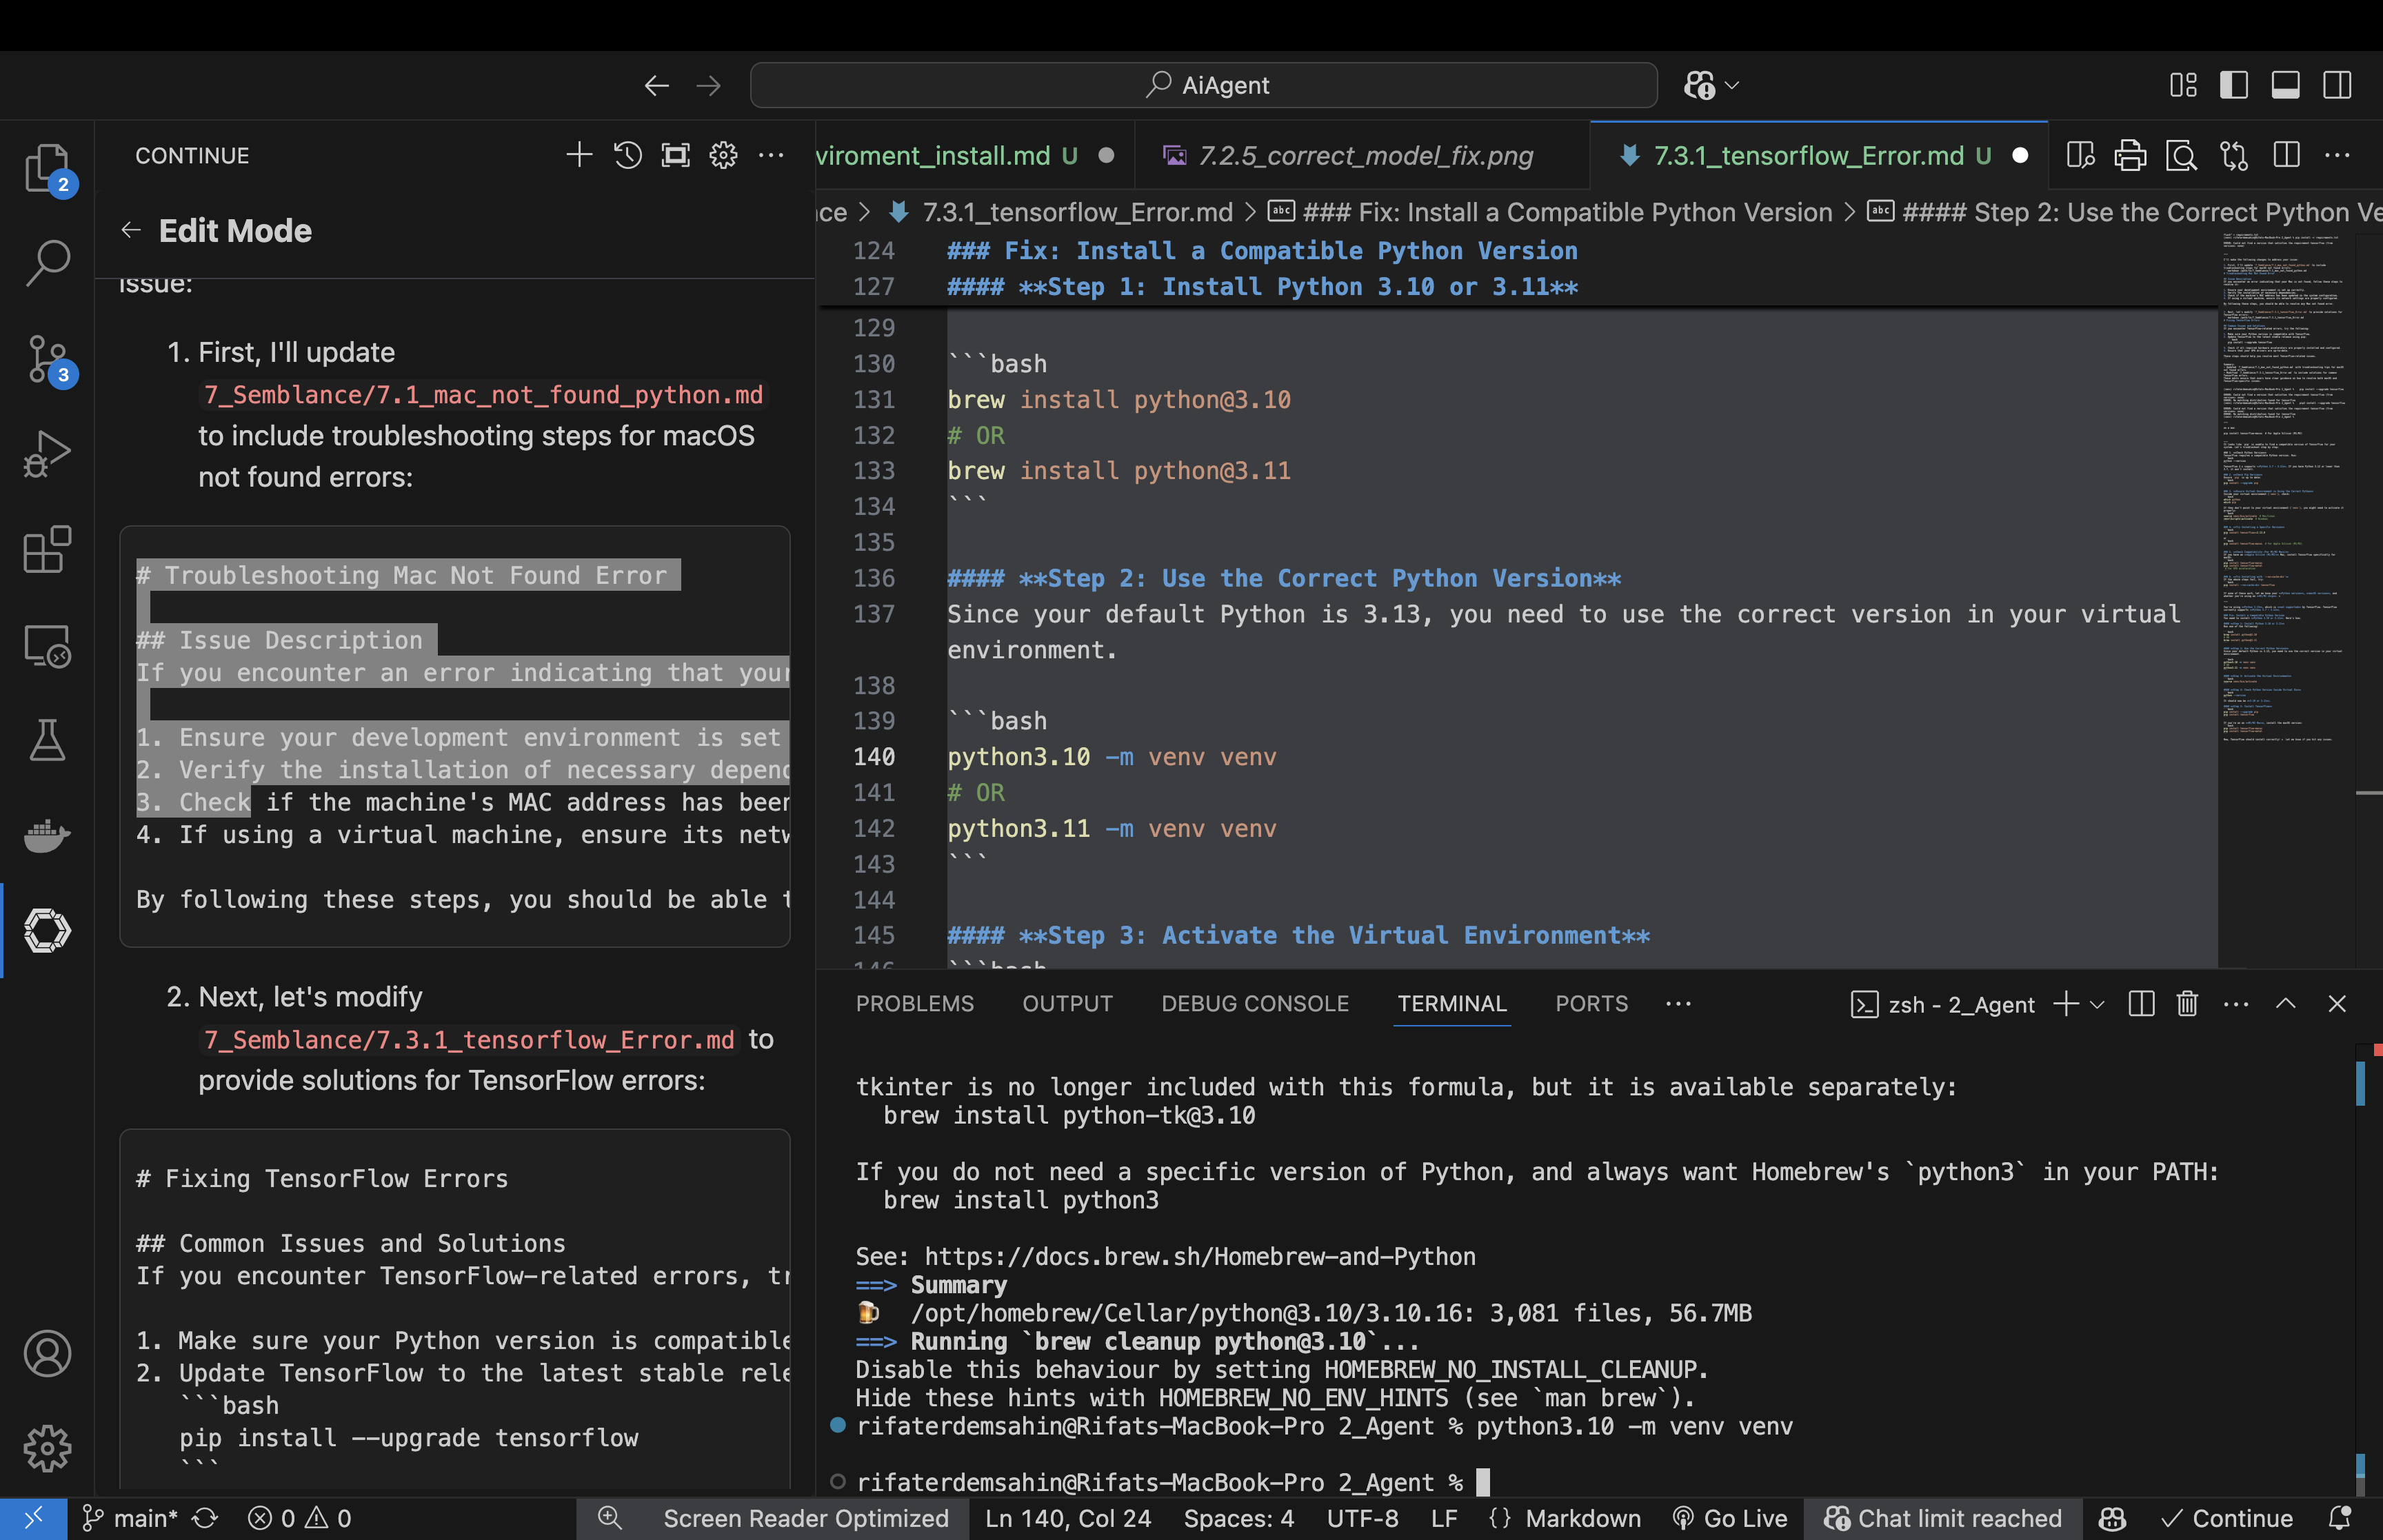 AiAgent
2
3
CONTINUE
Edit Mode
issue:
1. First, I'll update
7_Semblance/7.1_mac_not_found_python.md
to include troubleshooting steps for macOS
not found errors:
# Troubleshooting Mac Not Found Error
## Issue Description
If you encounter an error indicating that your
1. Ensure your development environment is set
2. Verify the installation of necessary depend
3. Check if the machine's MAC address has been
4. If using a virtual machine, ensure its netw
By following these steps, you should be able t
2. Next, let's modify
7_Semblance/7.3.1_tensorflow_Error.md to
provide solutions for TensorFlow errors:
# Fixing TensorFlow Errors
## Common Issues and Solutions
If you encounter TensorFlow-related errors, tr
1. Make sure your Python version is compatible
2. Update TensorFlow to the latest stable rele
```bash
pip install --upgrade tensorflow
```
viroment_install.md U
7.2.5_correct_model_fix.png
7.3.1_tensorflow_Error.md U
ce > 7.3.1_tensorflow_Error.md > ### Fix: Install a Compatible Python Version > #### Step 2: Use the Correct Python Ve
124 ### Fix: Install a Compatible Python Version
127 #### **Step 1: Install Python 3.10 or 3.11**
129
130 ```bash
131 brew install python@3.10
132 # OR
133 brew install python@3.11
134 ```
135
136 #### **Step 2: Use the Correct Python Version**
137 Since your default Python is 3.13, you need to use the correct version in your virtual
environment.
138
139 ```bash
140 python3.10 -m venv venv
141 # OR
142 python3.11 -m venv venv
143 ```
144
145 #### **Step 3: Activate the Virtual Environment**
146 ```bash
PROBLEMS OUTPUT DEBUG CONSOLE TERMINAL PORTS ··· zsh - 2_Agent
tkinter is no longer included with this formula, but it is available separately:
brew install python-tk@3.10
If you do not need a specific version of Python, and always want Homebrew's `python3` in your PATH:
brew install python3
See: https://docs.brew.sh/Homebrew-and-Python
==> Summary
🍺 /opt/homebrew/Cellar/python@3.10/3.10.16: 3,081 files, 56.7MB
==> Running `brew cleanup python@3.10`...
Disable this behaviour by setting HOMEBREW_NO_INSTALL_CLEANUP.
Hide these hints with HOMEBREW_NO_ENV_HINTS (see `man brew`).
rifaterdemsahin@Rifats-MacBook-Pro 2_Agent % python3.10 -m venv venv
rifaterdemsahin@Rifats-MacBook-Pro 2_Agent %
main* 0 0 Screen Reader Optimized Ln 140, Col 24 Spaces: 4 UTF-8 LF {} Markdown Go Live Chat limit reached Continue